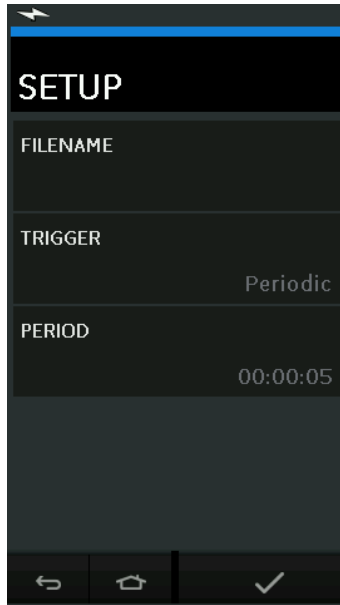 SETUP
FILENAME
TRIGGER
Periodic
PERIOD
00:00:05